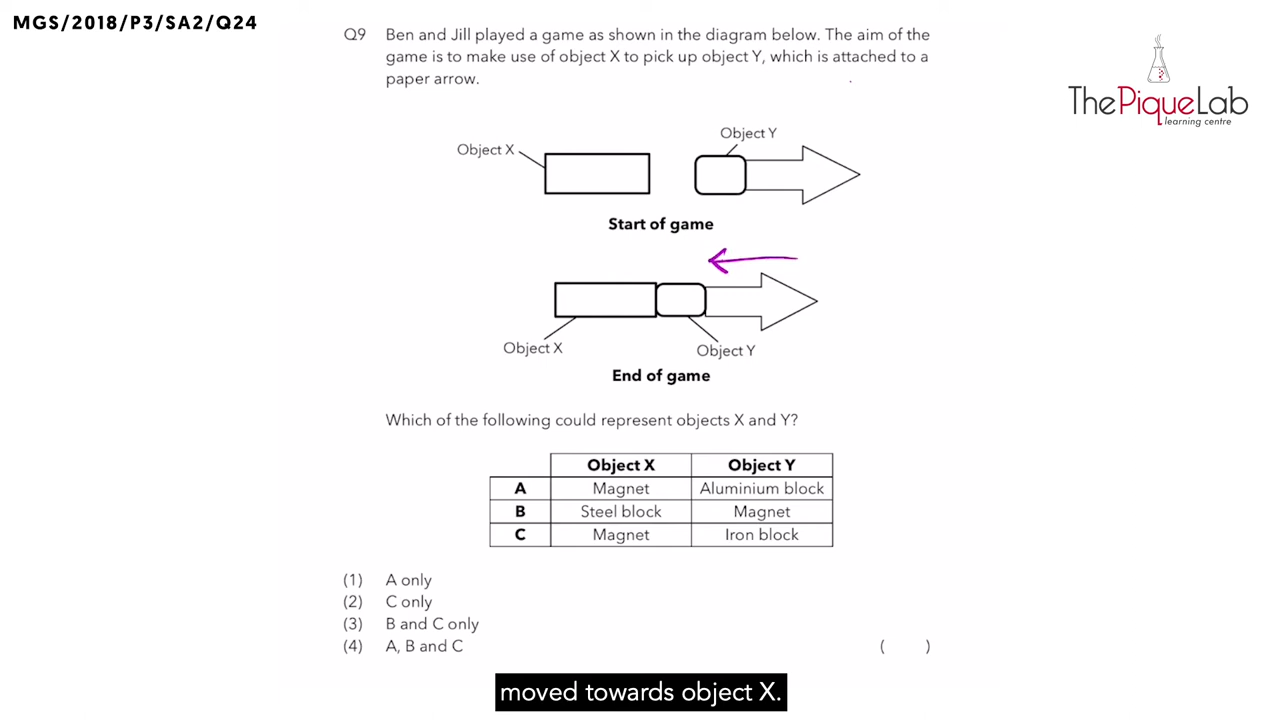 MGS/2018/P3/SA2/Q24
ThePiqueLab
learning centre
Q9 Ben and Jill played a game as shown in the diagram below. The aim of the
game is to make use of object X to pick up object Y, which is attached to a
paper arrow.
Object Y
Object X
Start of game
Object X
Object Y
End of game
Which of the following could represent objects X and Y?
Object X Object Y
A Magnet Aluminium block
B Steel block Magnet
C Magnet Iron block
(1) A only
(2) C only
(3) B and C only
(4) A, B and C ( )
moved towards object X.